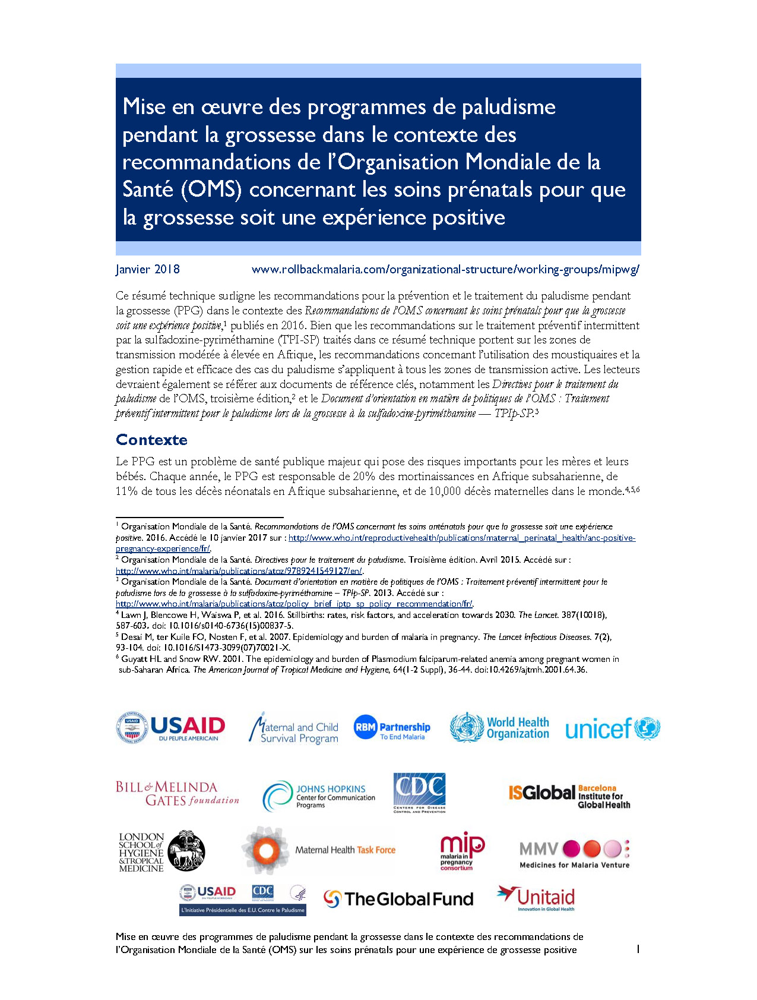 Mise en œuvre des programmes de paludisme
pendant la grossesse dans le contexte des
recommandations de l’Organisation Mondiale de la
Santé (OMS) concernant les soins prénatals pour que
la grossesse soit une expérience positive
Janvier 2018 www.rollbackmalaria.com/organizational-structure/working-groups/mipwg/
Ce résumé technique surligne les recommandations pour la prévention et le traitement du paludisme pendant
la grossesse (PPG) dans le contexte des Recommandations de l’OMS concernant les soins prénatals pour que la grossesse
soit une expérience positive,1 publiés en 2016. Bien que les recommandations sur le traitement préventif intermittent
par la sulfadoxine-pyriméthamine (TPI-SP) traités dans ce résumé technique portent sur les zones de
transmission modérée à élevée en Afrique, les recommandations concernant l’utilisation des moustiquaires et la
gestion rapide et efficace des cas du paludisme s’appliquent à tous les zones de transmission active. Les lecteurs
devraient également se référer aux documents de référence clés, notamment les Directives pour le traitement du
paludisme de l’OMS, troisième édition,2 et le Document d’orientation en matière de politiques de l’OMS : Traitement
préventif intermittent pour le paludisme lors de la grossesse à la sulfadoxine-pyriméthamine — TPIp-SP.3
Contexte
Le PPG est un problème de santé publique majeur qui pose des risques importants pour les mères et leurs
bébés. Chaque année, le PPG est responsable de 20% des mortinaissances en Afrique subsaharienne, de
11% de tous les décès néonatals en Afrique subsaharienne, et de 10,000 décès maternelles dans le monde.4,5,6
1 Organisation Mondiale de la Santé. Recommandations de l’OMS concernant les soins anténatals pour que la grossesse soit une expérience
positive. 2016. Accédé le 10 janvier 2017 sur : http://www.who.int/reproductivehealth/publications/maternal_perinatal_health/anc-positive-
pregnancy-experience/fr/.
2 Organisation Mondiale de la Santé. Directives pour le traitement du paludisme. Troisième édition. Avril 2015. Accédé sur :
http://www.who.int/malaria/publications/atoz/9789241549127/en/.
3 Organisation Mondiale de la Santé. Document d’orientation en matière de politiques de l’OMS : Traitement préventif intermittent pour le
paludisme lors de la grossesse à la sulfadoxine-pyriméthamine – TPIp-SP. 2013. Accédé sur :
http://www.who.int/malaria/publications/atoz/policy_brief_iptp_sp_policy_recommendation/fr/.
4 Lawn J, Blencowe H, Waiswa P, et al. 2016. Stillbirths: rates, risk factors, and acceleration towards 2030. The Lancet. 387(10018),
587-603. doi: 10.1016/s0140-6736(15)00837-5.
5 Desai M, ter Kuile FO, Nosten F, et al. 2007. Epidemiology and burden of malaria in pregnancy. The Lancet Infectious Diseases. 7(2),
93-104. doi: 10.1016/S1473-3099(07)70021-X.
6 Guyatt HL and Snow RW. 2001. The epidemiology and burden of Plasmodium falciparum-related anemia among pregnant women in
sub-Saharan Africa. The American Journal of Tropical Medicine and Hygiene, 64(1-2 Suppl), 36-44. doi:10.4269/ajtmh.2001.64.36.
USAID
DU PEUPLE AMERICAIN
Maternal and Child
Survival Program
RBM Partnership
To End Malaria
World Health
Organization
unicef
BILL & MELINDA
GATES foundation
JOHNS HOPKINS
Center for Communication
Programs
CDC
CENTERS FOR DISEASE
CONTROL AND PREVENTION
ISGlobal Barcelona
Institute for
Global Health
LONDON
SCHOOL of
HYGIENE
& TROPICAL
MEDICINE
Maternal Health Task Force
mip
malaria in
pregnancy
consortium
MMV
Medicines for Malaria Venture
USAID
DU PEUPLE AMERICAIN
CDC
L’Initiative Présidentielle des E.U. Contre le Paludisme
The Global Fund
Unitaid
Innovation in Global Health
Mise en œuvre des programmes de paludisme pendant la grossesse dans le contexte des recommandations de
l’Organisation Mondiale de la Santé (OMS) sur les soins prénatals pour une expérience de grossesse positive 1